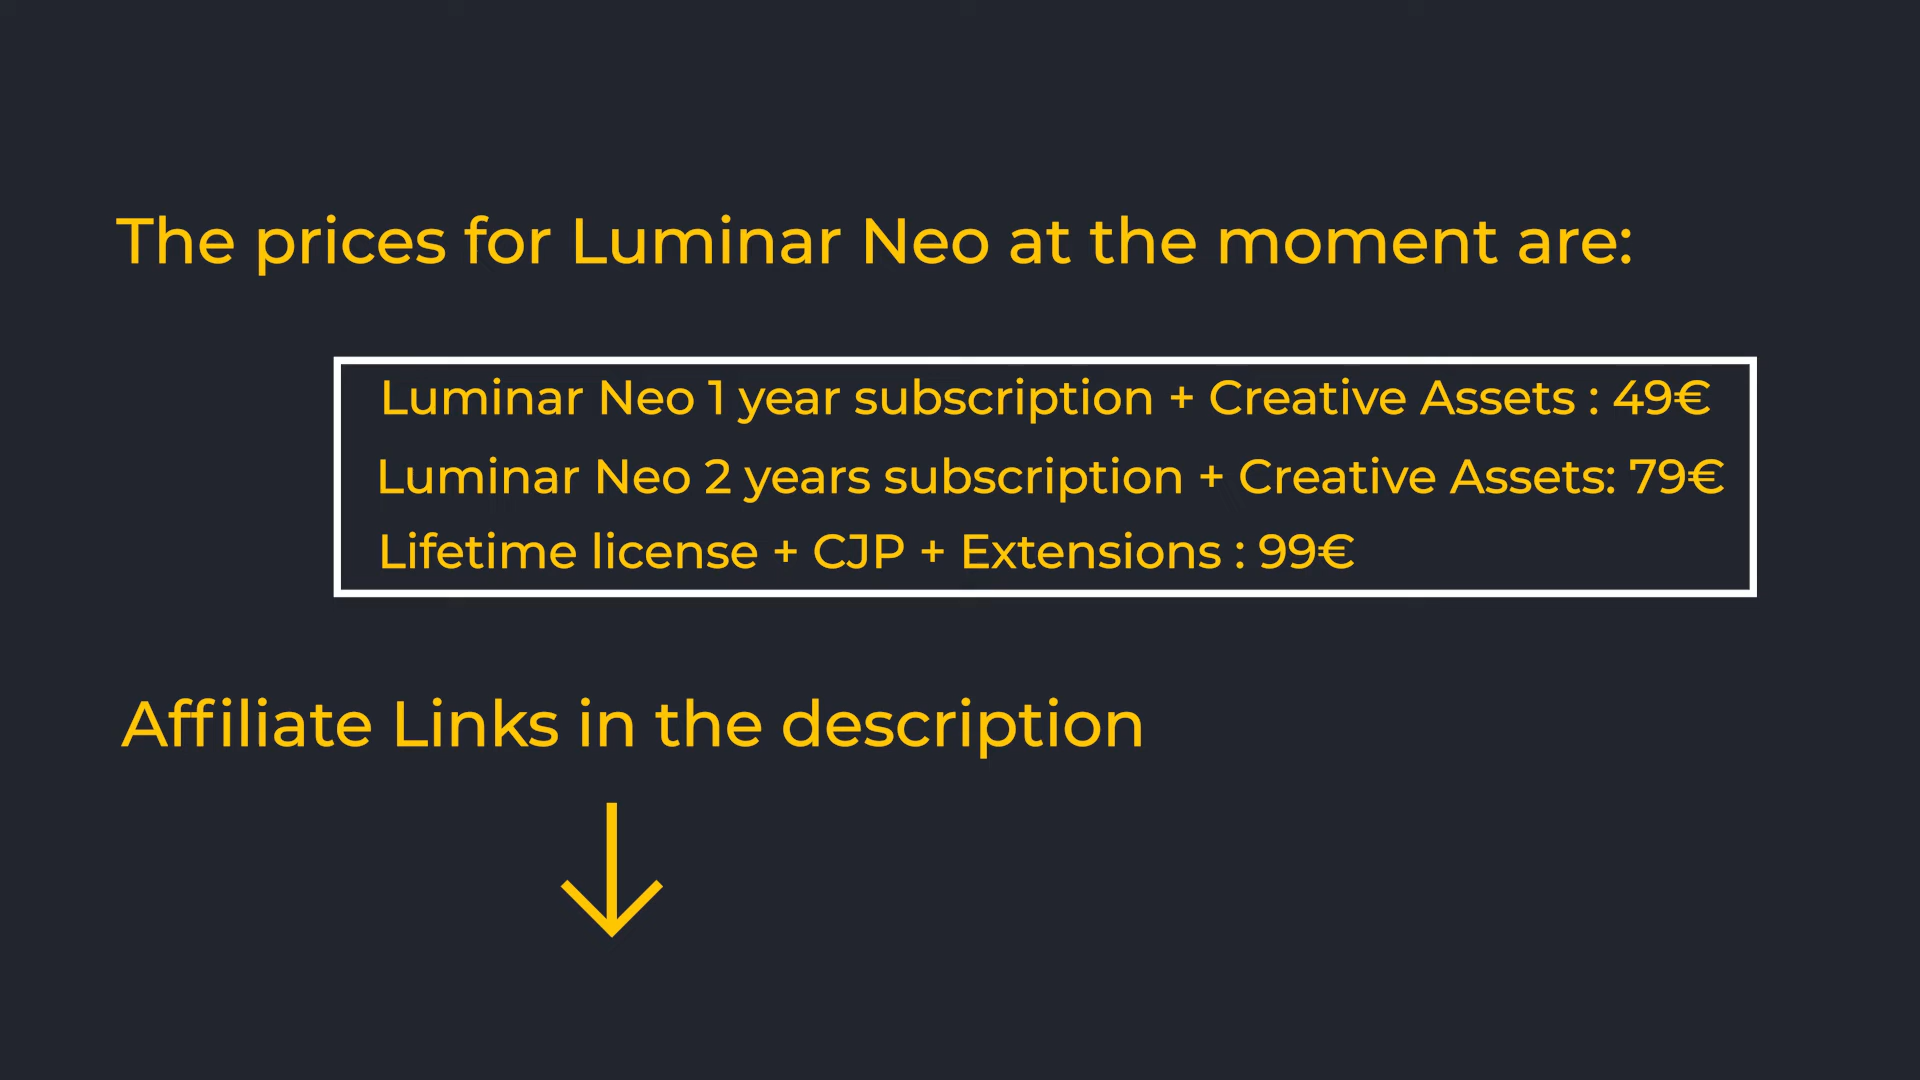 The prices for Luminar Neo at the moment are:
Luminar Neo 1 year subscription + Creative Assets : 49€
Luminar Neo 2 years subscription + Creative Assets: 79€
Lifetime license + CJP + Extensions : 99€
Affiliate Links in the description